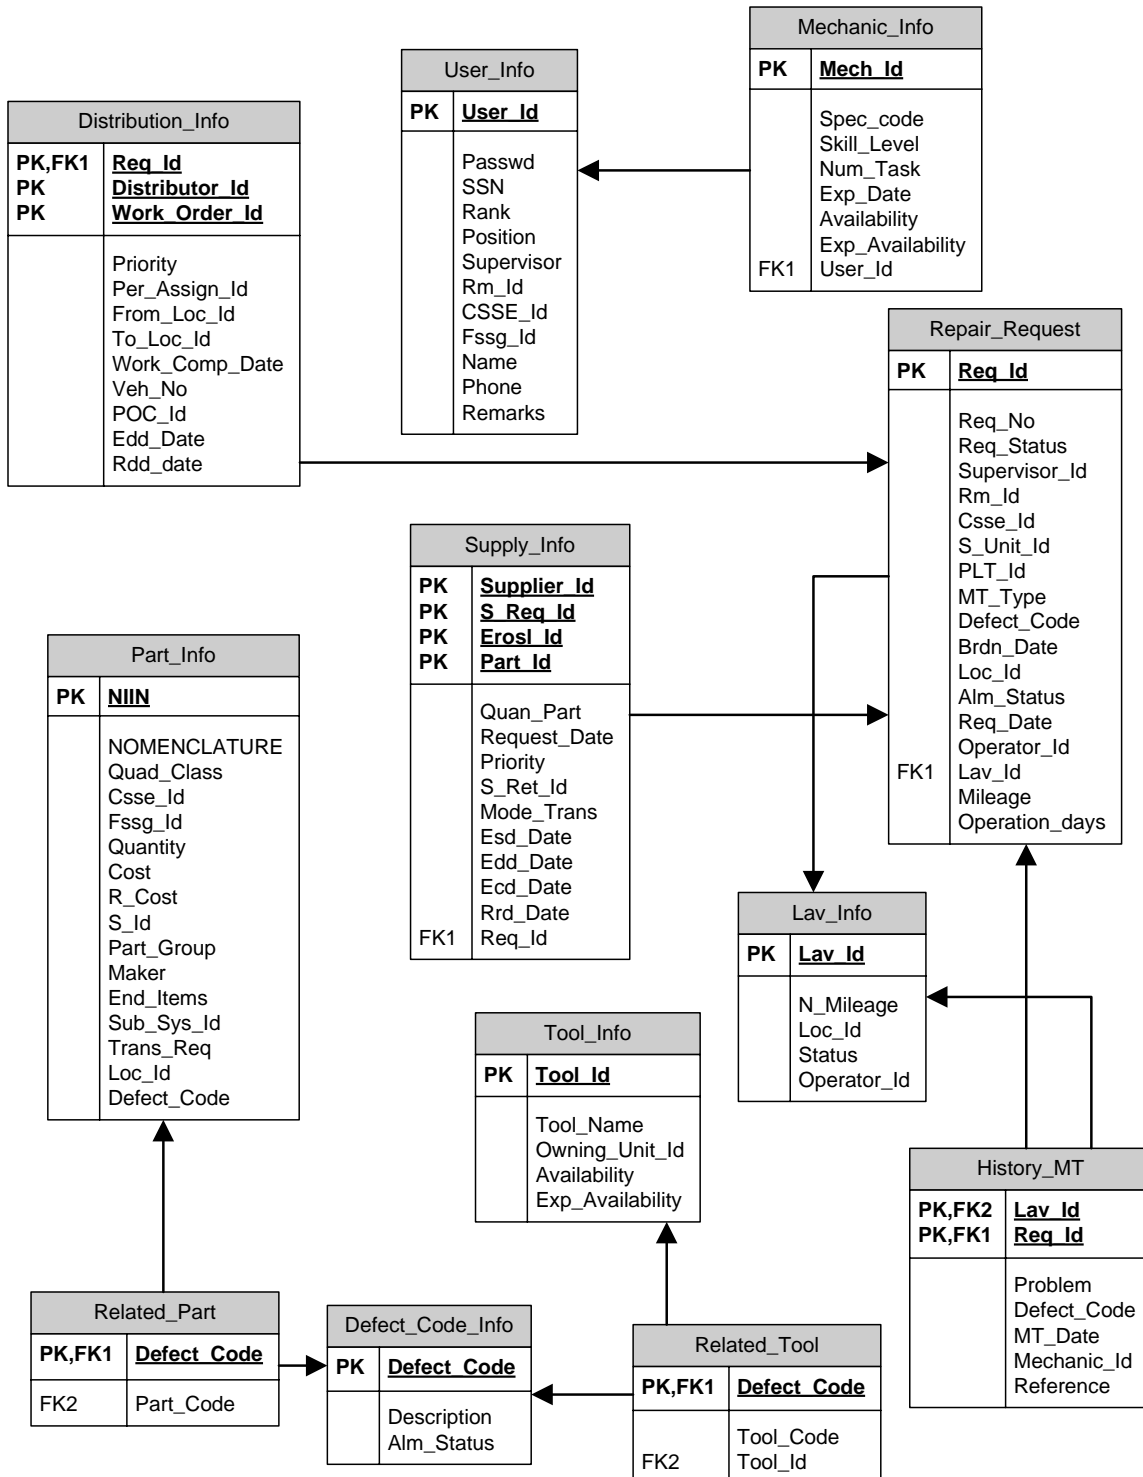 Mechanic_Info
PK Mech_Id
Spec_code
Skill_Level
Num_Task
Exp_Date
Availability
Exp_Availability
FK1 User_Id
User_Info
PK User_Id
Passwd
SSN
Rank
Position
Supervisor
Rm_Id
CSSE_Id
Fssg_Id
Name
Phone
Remarks
Distribution_Info
PK,FK1 Req_Id
PK Distributor_Id
PK Work_Order_Id
Priority
Per_Assign_Id
From_Loc_Id
To_Loc_Id
Work_Comp_Date
Veh_No
POC_Id
Edd_Date
Rdd_date
Repair_Request
PK Req_Id
Req_No
Req_Status
Supervisor_Id
Rm_Id
Csse_Id
S_Unit_Id
PLT_Id
MT_Type
Defect_Code
Brdn_Date
Loc_Id
Alm_Status
Req_Date
Operator_Id
FK1 Lav_Id
Mileage
Operation_days
Supply_Info
PK Supplier_Id
PK S_Req_Id
PK Erosl_Id
PK Part_Id
Quan_Part
Request_Date
Priority
S_Ret_Id
Mode_Trans
Esd_Date
Edd_Date
Ecd_Date
Rrd_Date
FK1 Req_Id
Part_Info
PK NIIN
NOMENCLATURE
Quad_Class
Csse_Id
Fssg_Id
Quantity
Cost
R_Cost
S_Id
Part_Group
Maker
End_Items
Sub_Sys_Id
Trans_Req
Loc_Id
Defect_Code
Lav_Info
PK Lav_Id
N_Mileage
Loc_Id
Status
Operator_Id
Tool_Info
PK Tool_Id
Tool_Name
Owning_Unit_Id
Availability
Exp_Availability
History_MT
PK,FK2 Lav_Id
PK,FK1 Req_Id
Problem
Defect_Code
MT_Date
Mechanic_Id
Reference
Related_Part
PK,FK1 Defect_Code
FK2 Part_Code
Defect_Code_Info
PK Defect_Code
Description
Alm_Status
Related_Tool
PK,FK1 Defect_Code
Tool_Code
FK2 Tool_Id